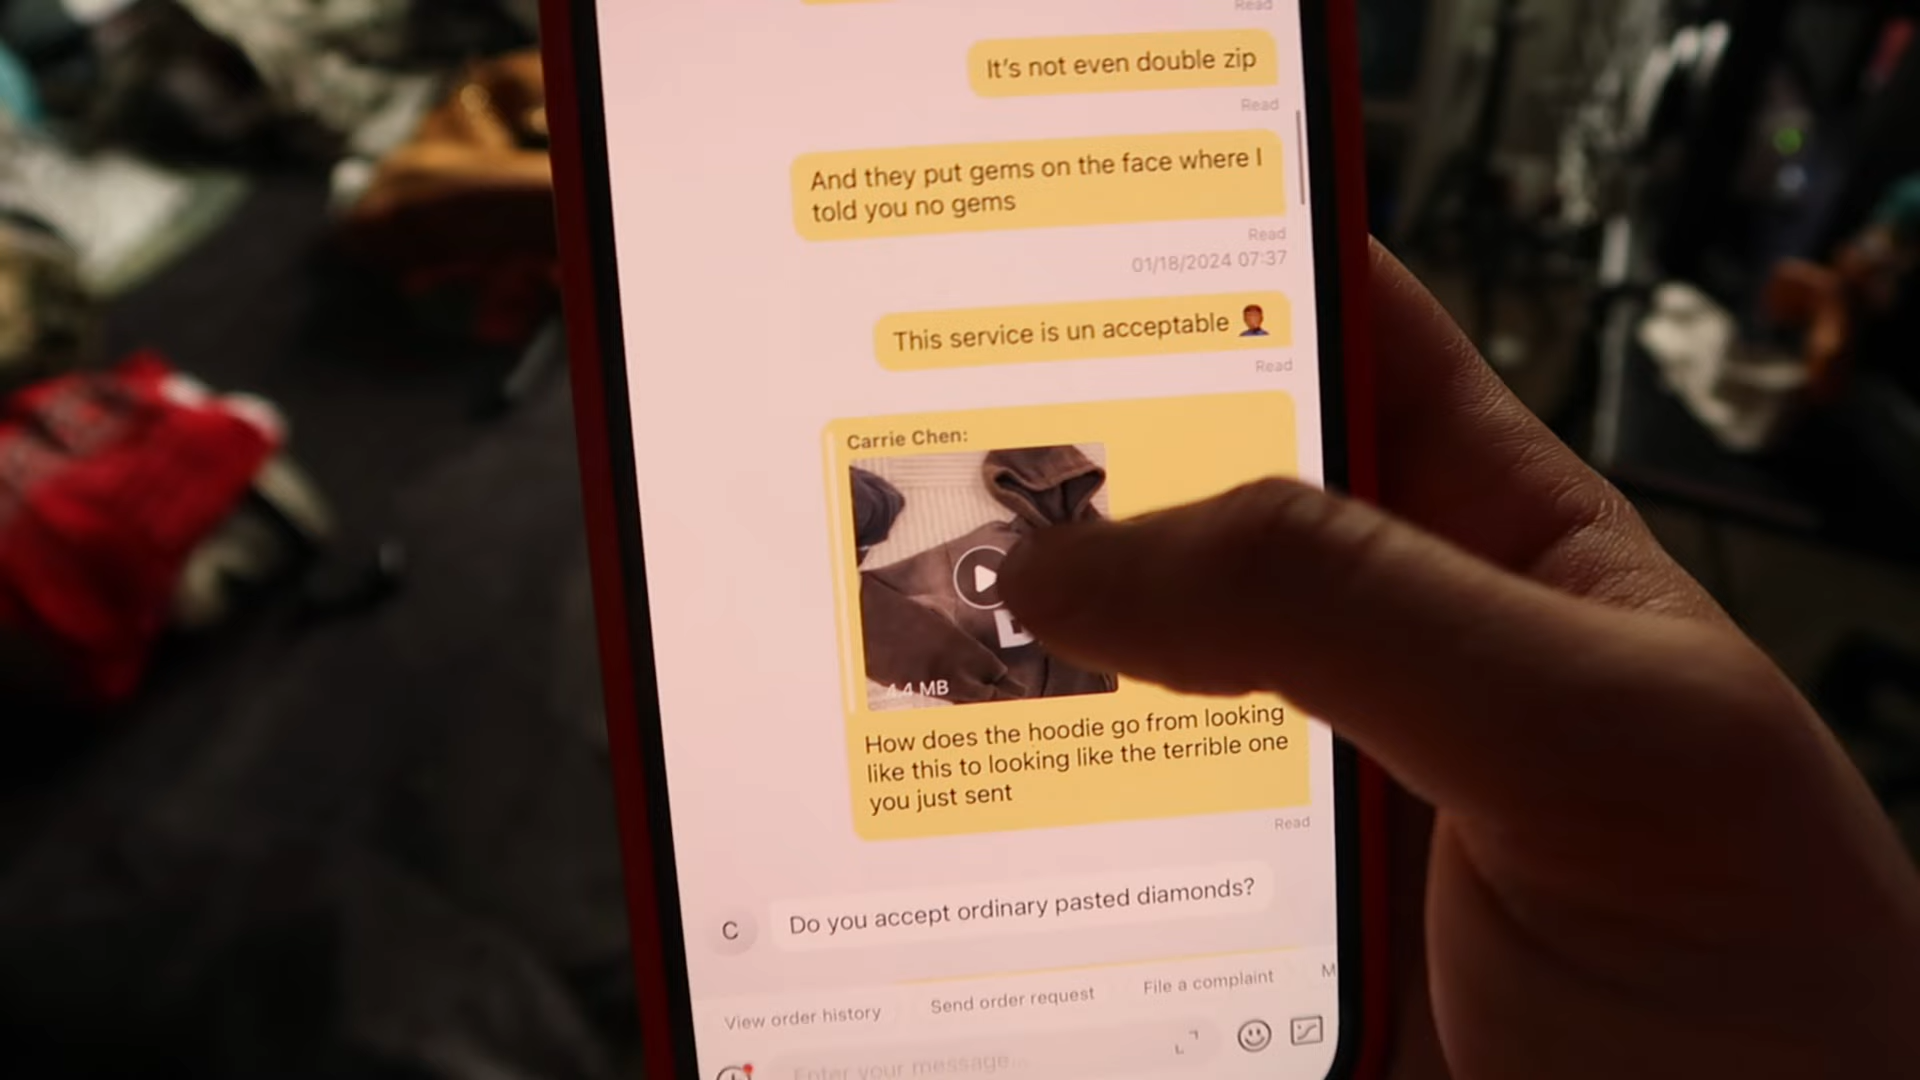 Read
It's not even double zip
Read
And they put gems on the face where I
told you no gems
Read
01/18/2024 07:37
This service is un acceptable 🤦🏾‍♂️
Read
Carrie Chen:
4.4 MB
How does the hoodie go from looking
like this to looking like the terrible one
you just sent
Read
C
Do you accept ordinary pasted diamonds?
View order history
Send order request
File a complaint
M
Enter your message...